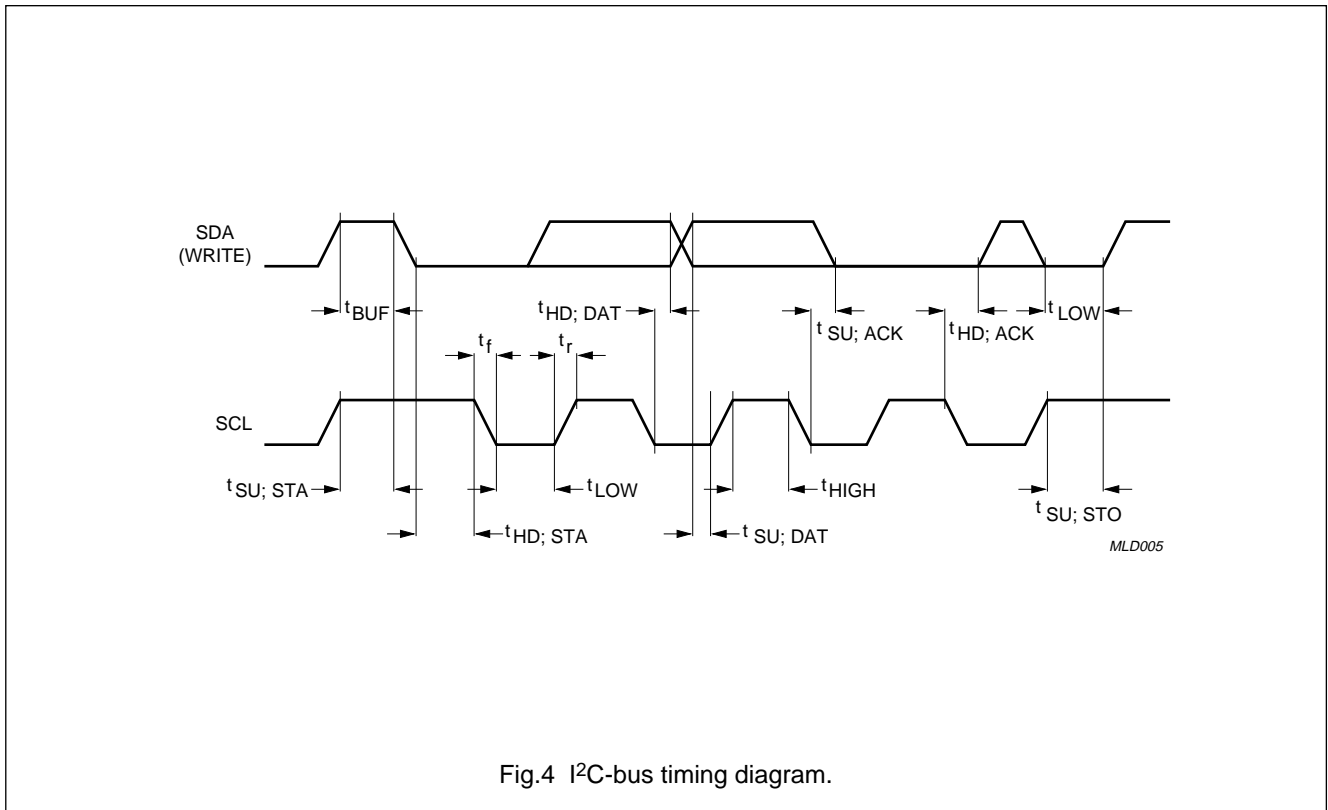 SDA
(WRITE)
tBUF
tHD; DAT
tSU; ACK
tHD; ACK
tLOW
tf
tr
SCL
tSU; STA
tLOW
tHIGH
tSU; STO
tHD; STA
tSU; DAT
MLD005
Fig.4 I²C-bus timing diagram.